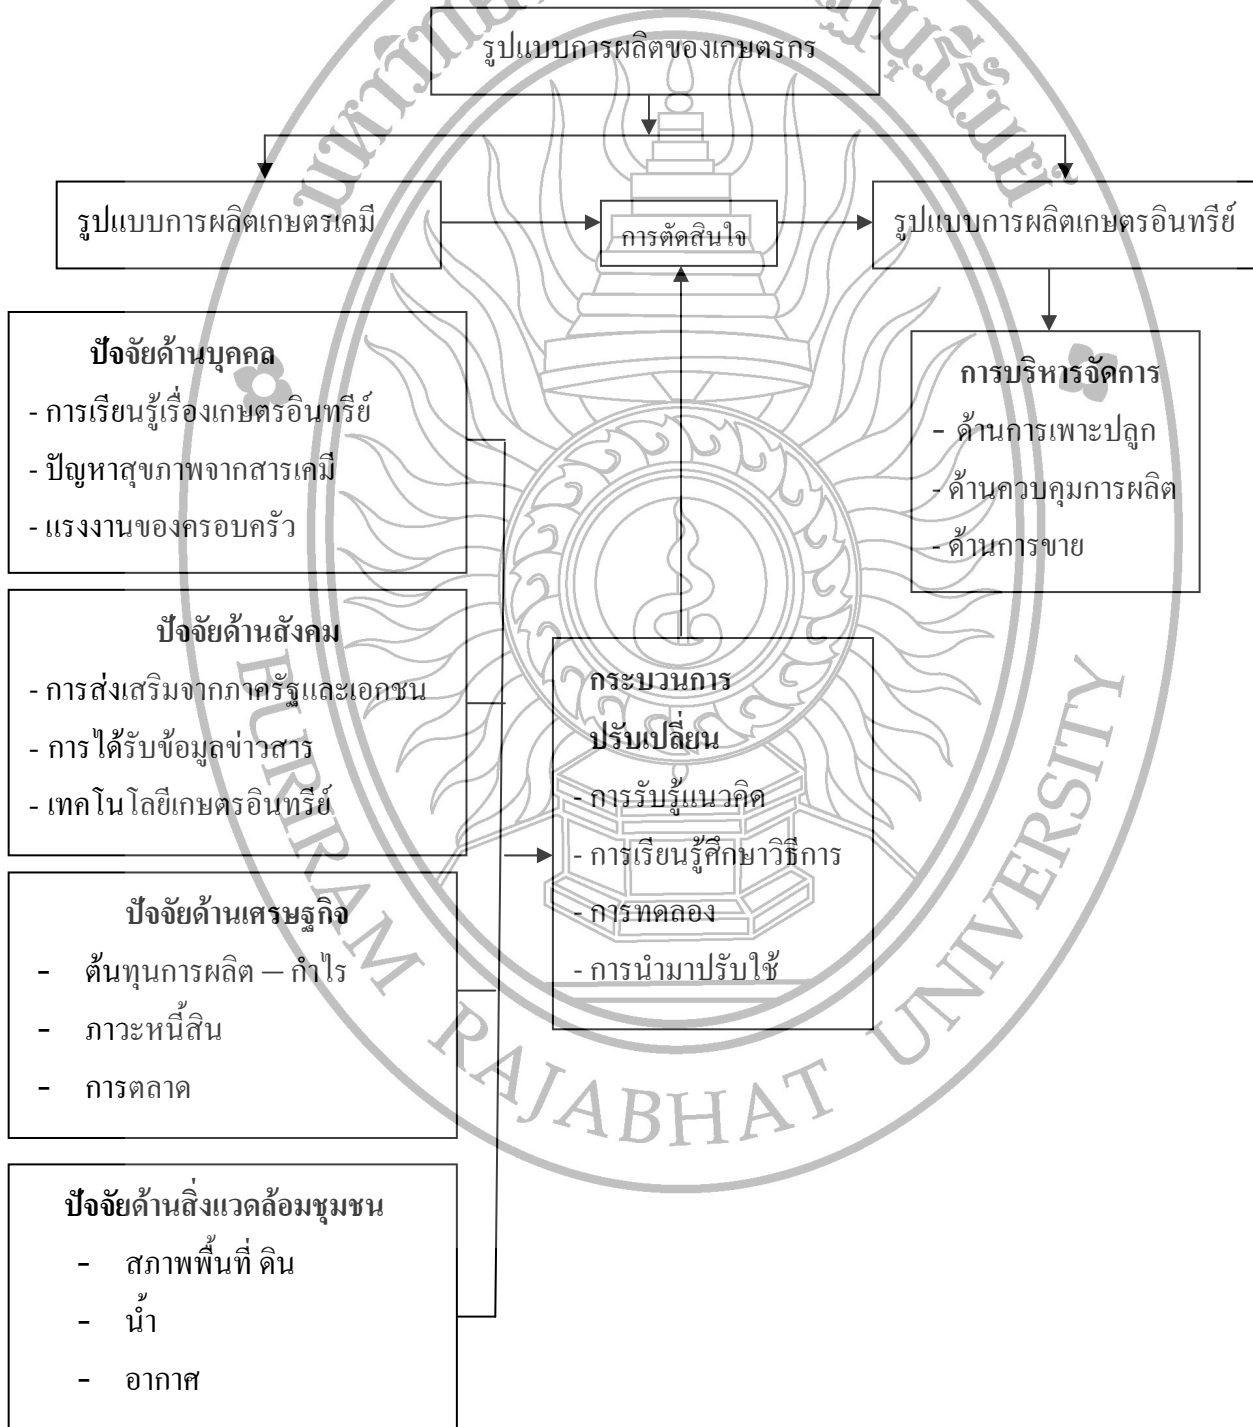 รูปแบบการผลิตของเกษตรกร
รูปแบบการผลิตเกษตรเคมี
การตัดสินใจ
รูปแบบการผลิตเกษตรอินทรีย์
ปัจจัยด้านบุคคล
- การเรียนรู้เรื่องเกษตรอินทรีย์
- ปัญหาสุขภาพจากสารเคมี
- แรงงานของครอบครัว
การบริหารจัดการ
- ด้านการเพาะปลูก
- ด้านควบคุมการผลิต
- ด้านการขาย
ปัจจัยด้านสังคม
- การส่งเสริมจากภาครัฐและเอกชน
- การได้รับข้อมูลข่าวสาร
- เทคโนโลยีเกษตรอินทรีย์
กระบวนการ
ปรับเปลี่ยน
- การรับรู้แนวคิด
- การเรียนรู้ศึกษาวิธีการ
- การทดลอง
- การนำมาปรับใช้
ปัจจัยด้านเศรษฐกิจ
- ต้นทุนการผลิต – กำไร
- ภาวะหนี้สิน
- การตลาด
ปัจจัยด้านสิ่งแวดล้อมชุมชน
- สภาพพื้นที่ ดิน
- น้ำ
- อากาศ
BURIRAM RAJABHAT UNIVERSITY